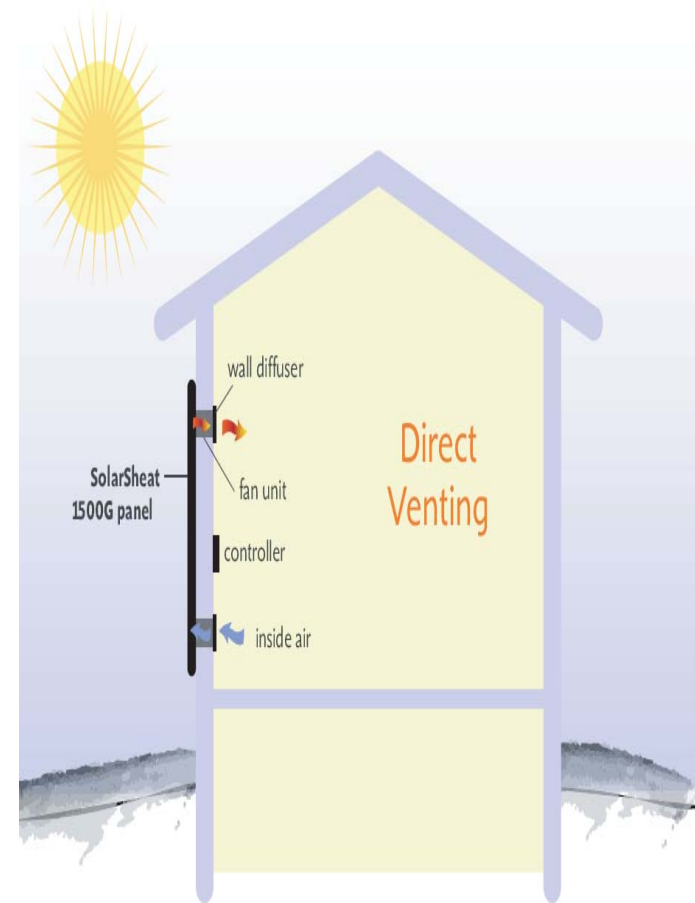 wall diffuser
Direct
Venting
SolarSheat
1500G panel
fan unit
controller
inside air